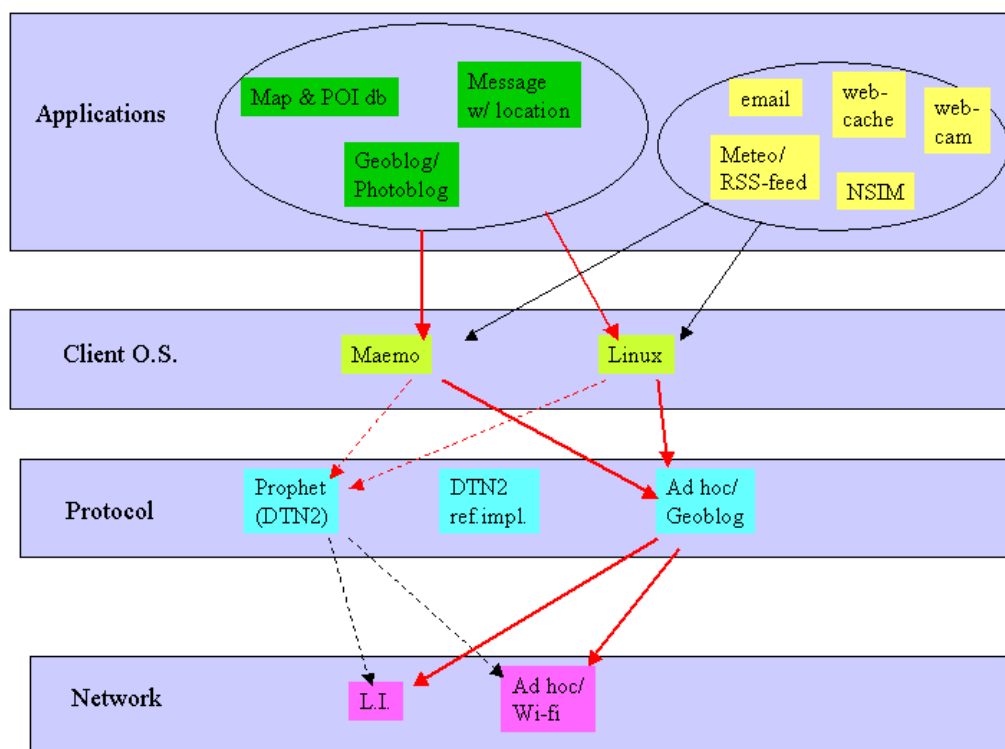 Applications
Map & POI db
Message
w/ location
Geoblog/
Photoblog
email
web-
cache
web-
cam
Meteo/
RSS-feed
NSIM
Client O.S.
Maemo
Linux
Protocol
Prophet
(DTN2)
DTN2
ref.impl.
Ad hoc/
Geoblog
Network
L.I.
Ad hoc/
Wi-fi